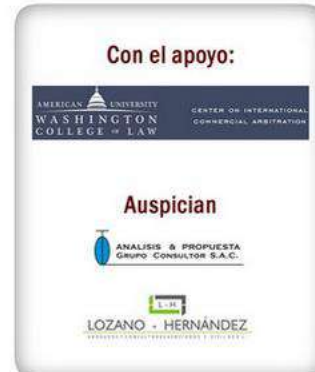 Con el apoyo:
AMERICAN UNIVERSITY
WASHINGTON
COLLEGE OF LAW
CENTER ON INTERNATIONAL
COMMERCIAL ARBITRATION
Auspician
ANALISIS & PROPUESTA
GRUPO CONSULTOR S.A.C.
L-H
LOZANO + HERNÁNDEZ